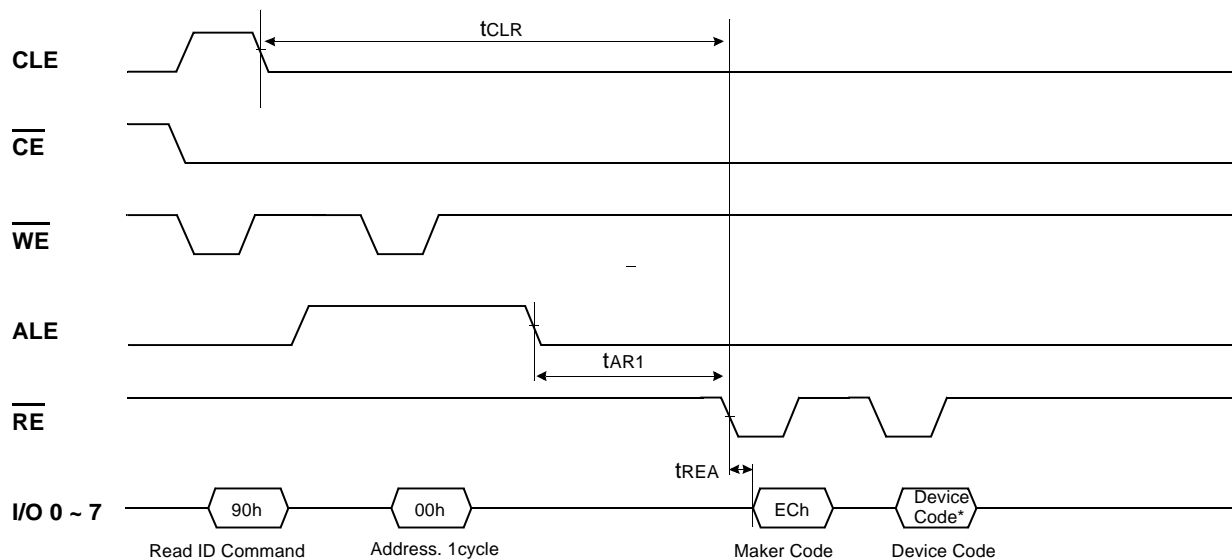 tCLR
CLE
CE
WE
ALE
tAR1
RE
tREA
I/O 0 ~ 7
90h
00h
ECh
Device
Code*
Read ID Command
Address. 1cycle
Maker Code
Device Code